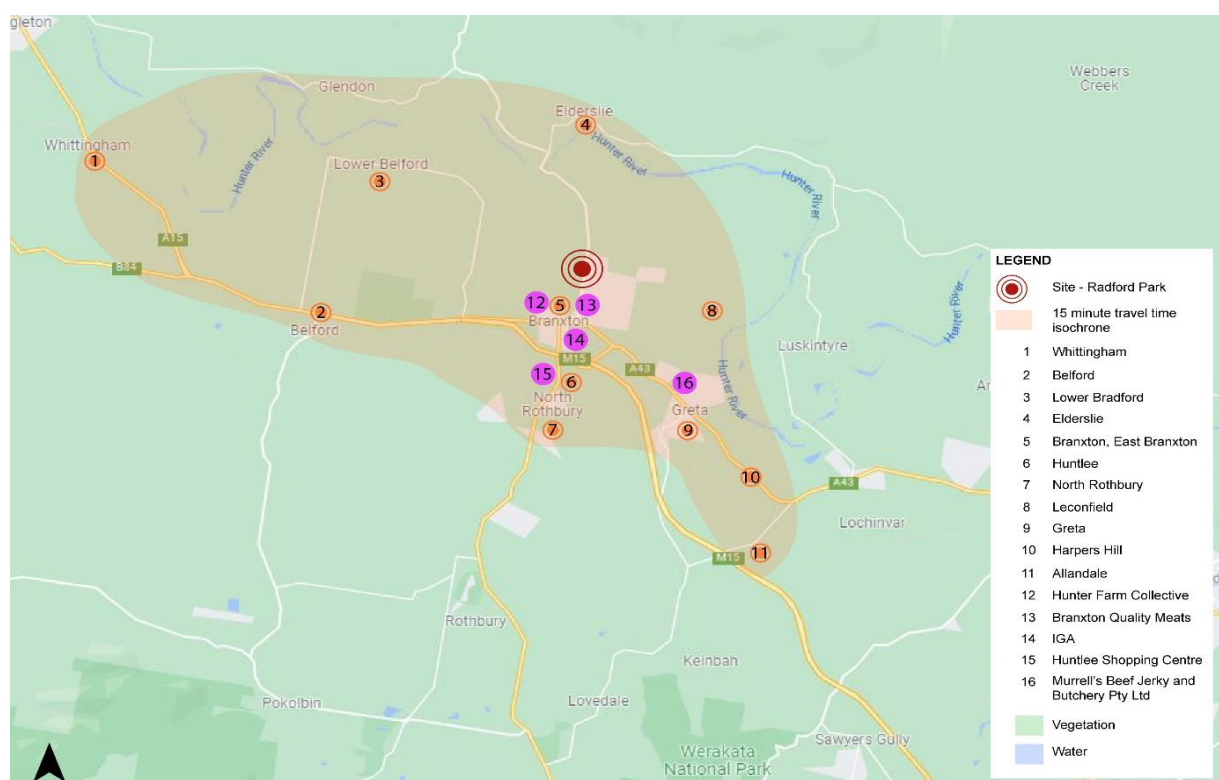 gleton
Glendon
Webbers
Creek
Elderslie
4
Hunter River
Whittingham
1
Lower Belford
3
Hunter River
Hunter
River
A15
B84
LEGEND
Site - Radford Park
15 minute travel time
isochrone
1 Whittingham
2 Belford
3 Lower Bradford
4 Elderslie
5 Branxton, East Branxton
6 Huntlee
7 North Rothbury
8 Leconfield
9 Greta
10 Harpers Hill
11 Allandale
12 Hunter Farm Collective
13 Branxton Quality Meats
14 IGA
15 Huntlee Shopping Centre
16 Murrell's Beef Jerky and
Butchery Pty Ltd
Vegetation
Water
Hunter River
12
5
13
8
2
Belford
Branxton
14
Luskintyre
M15
A43
15
6
16
Hunter River
North
Rothbury
Greta
7
9
10
A43
Lochinvar
M15
11
Rothbury
Keinbah
Pokolbin
Lovedale
Sawyers Gully
Werakata
National Park